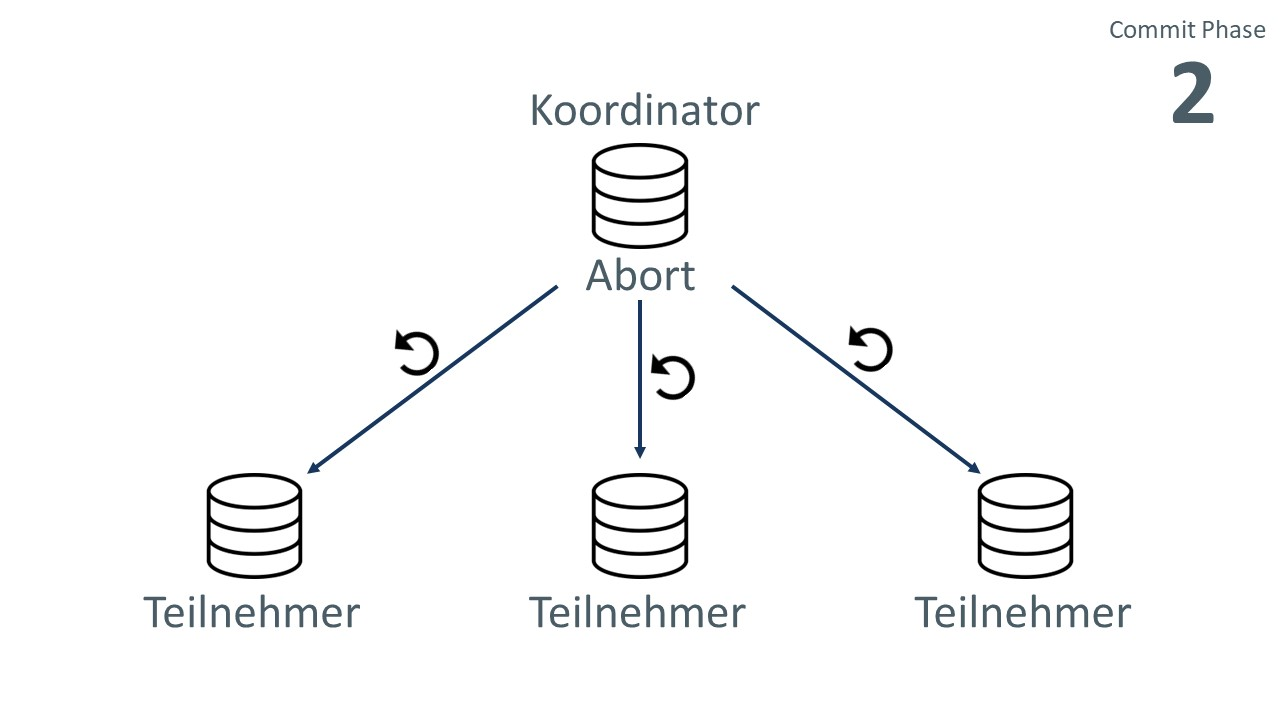 Commit Phase
2
Koordinator
Abort
Teilnehmer
Teilnehmer
Teilnehmer